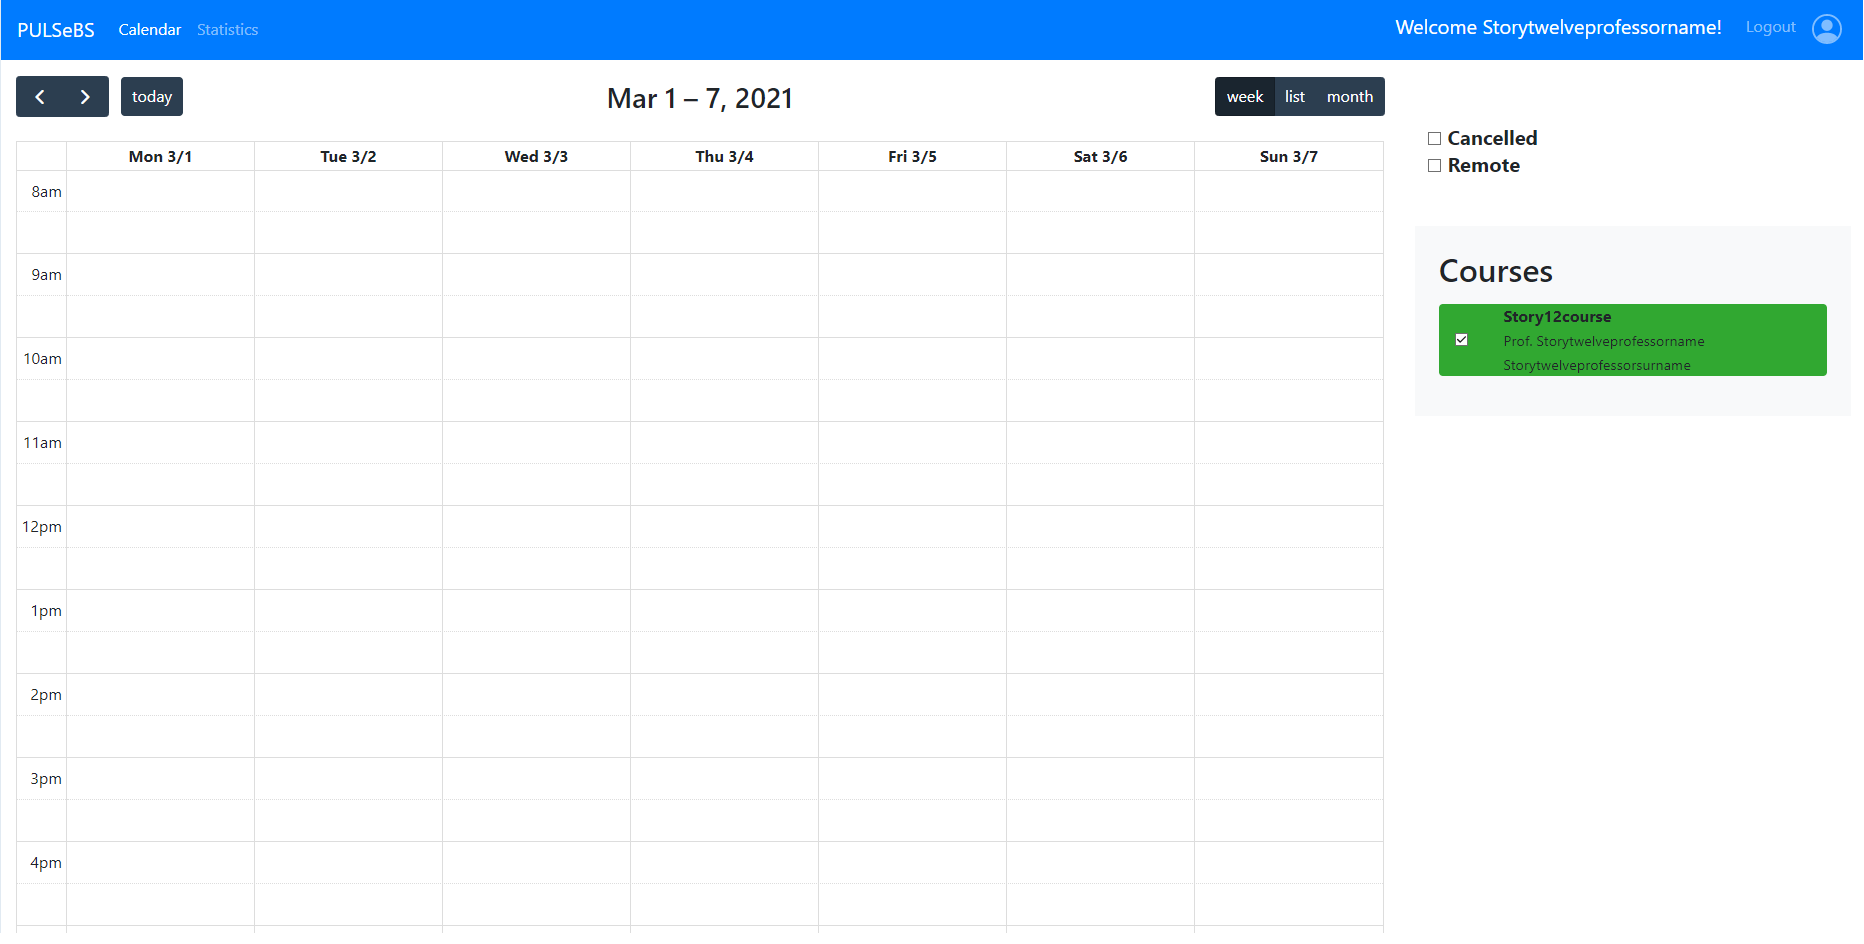 PULSeBS Calendar Statistics Welcome Storytwelveprofessorname! Logout
today Mar 1 – 7, 2021 week list month
Cancelled
Remote
Mon 3/1 Tue 3/2 Wed 3/3 Thu 3/4 Fri 3/5 Sat 3/6 Sun 3/7
8am
9am
10am
11am
12pm
1pm
2pm
3pm
4pm
Courses
Story12course
Prof. Storytwelveprofessorname
Storytwelveprofessorsurname